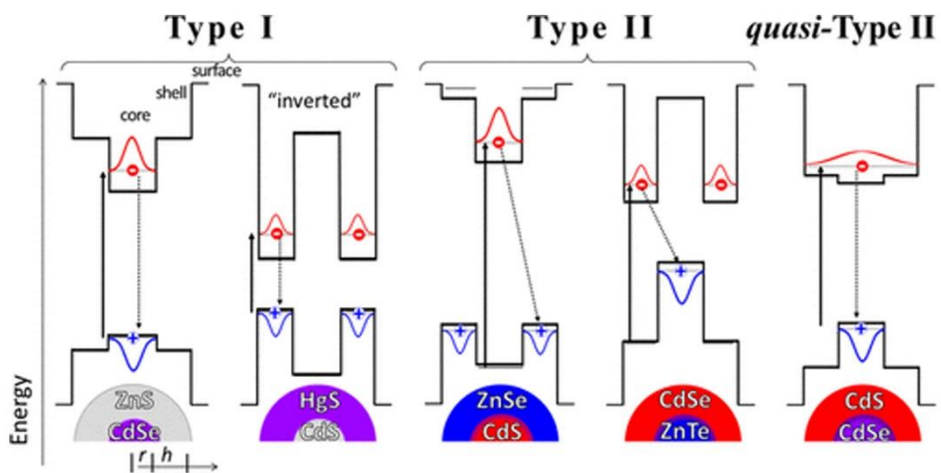 Type I
Type II
quasi-Type II
surface
shell
core
"inverted"
Energy
ZnS
CdSe
HgS
CdS
ZnSe
CdS
CdSe
ZnTe
CdS
CdSe
r h